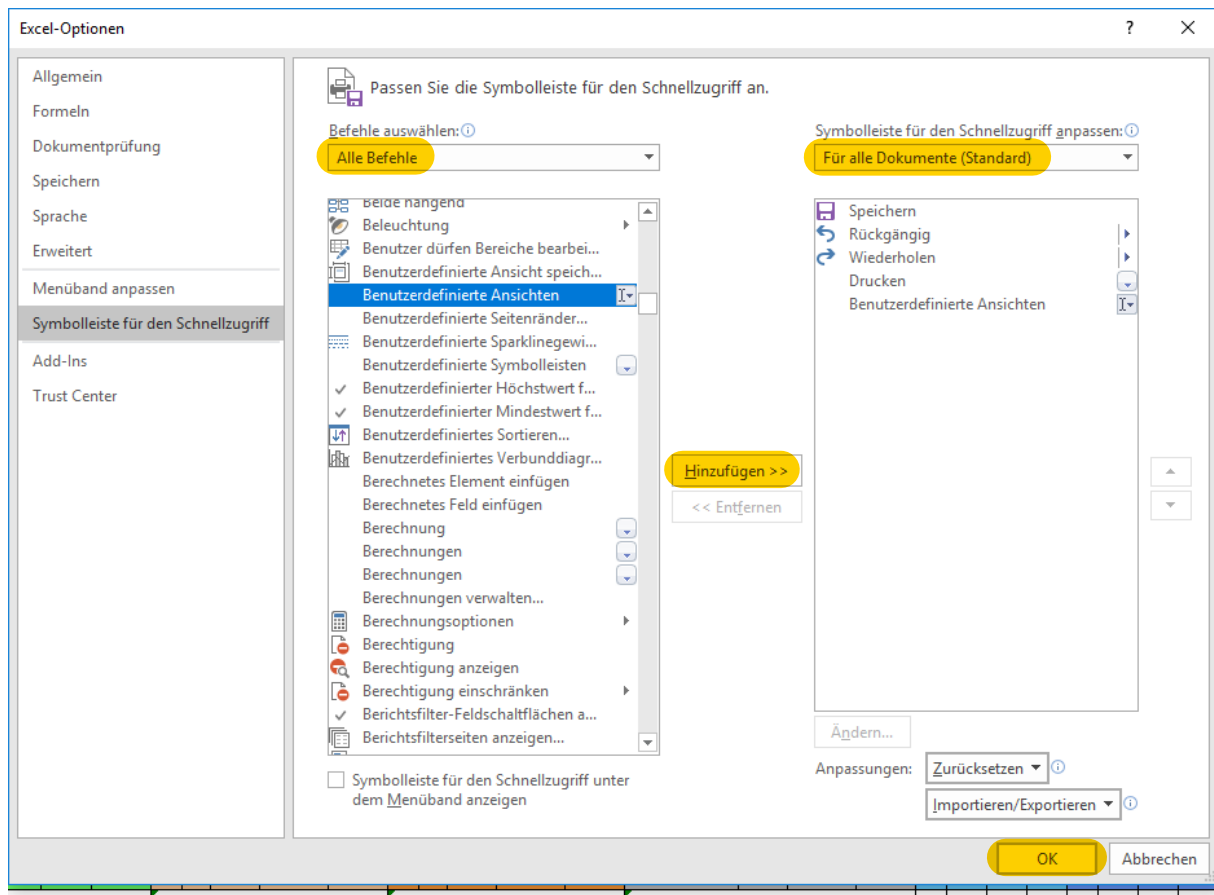 Excel-Optionen
?
Allgemein
Formeln
Dokumentprüfung
Speichern
Sprache
Erweitert
Menüband anpassen
Symbolleiste für den Schnellzugriff
Add-Ins
Trust Center
Passen Sie die Symbolleiste für den Schnellzugriff an.
Befehle auswählen:
Alle Befehle
Beide hängend
Beleuchtung
Benutzer dürfen Bereiche bearbei...
Benutzerdefinierte Ansicht speich...
Benutzerdefinierte Ansichten
Benutzerdefinierte Seitenränder...
Benutzerdefinierte Sparklinegewi...
Benutzerdefinierte Symbolleisten
Benutzerdefinierter Höchstwert f...
Benutzerdefinierter Mindestwert f...
Benutzerdefiniertes Sortieren...
Benutzerdefiniertes Verbunddiagr...
Berechnetes Element einfügen
Berechnetes Feld einfügen
Berechnung
Berechnungen
Berechnungen
Berechnungen verwalten...
Berechnungsoptionen
Berechtigung
Berechtigung anzeigen
Berechtigung einschränken
Berichtsfilter-Feldschaltflächen a...
Berichtsfilterseiten anzeigen...
Symbolleiste für den Schnellzugriff unter
dem Menüband anzeigen
Hinzufügen >>
<< Entfernen
Symbolleiste für den Schnellzugriff anpassen:
Für alle Dokumente (Standard)
Speichern
Rückgängig
Wiederholen
Drucken
Benutzerdefinierte Ansichten
Ändern...
Anpassungen: Zurücksetzen
Importieren/Exportieren
OK
Abbrechen